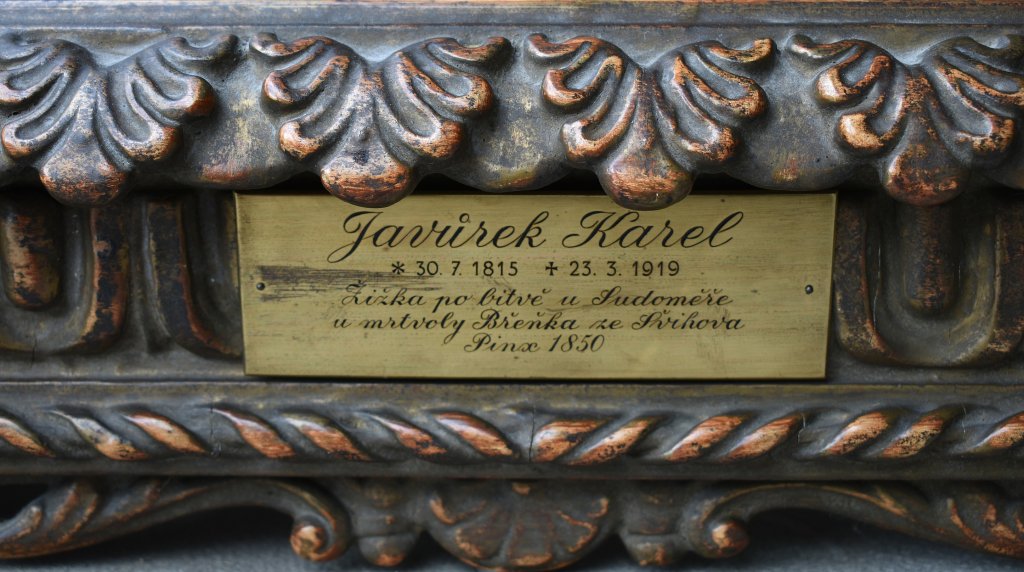 Javůrek Karel
* 30. 7. 1815 ✝ 23. 3. 1919
Žižka po bitvě u Sudoměře
u mrtvoly Břeňka ze Švihova
Pinx 1850